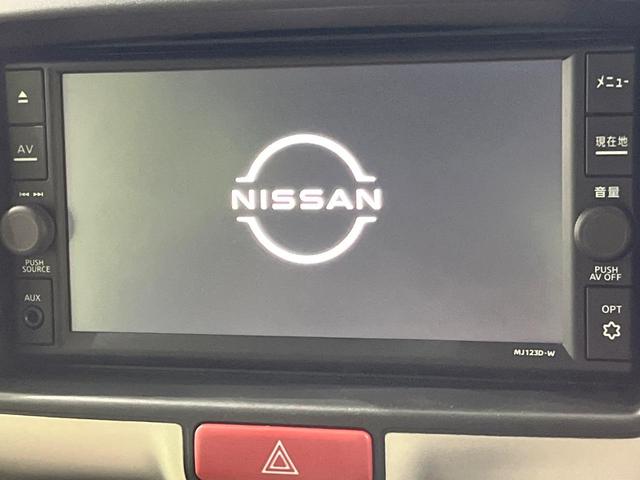 メニュー
AV
現在地
NISSAN
音量
PUSH
SOURCE
PUSH
AV OFF
AUX
OPT
MJ123D-W